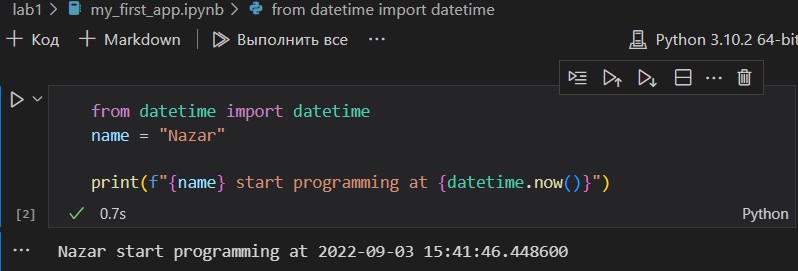 lab1 > my_first_app.ipynb > from datetime import datetime
+ Код + Markdown Выполнить все ... Python 3.10.2 64-bit
from datetime import datetime
name = "Nazar"
print(f"{name} start programming at {datetime.now()}")
[2] ✓ 0.7s Python
... Nazar start programming at 2022-09-03 15:41:46.448600